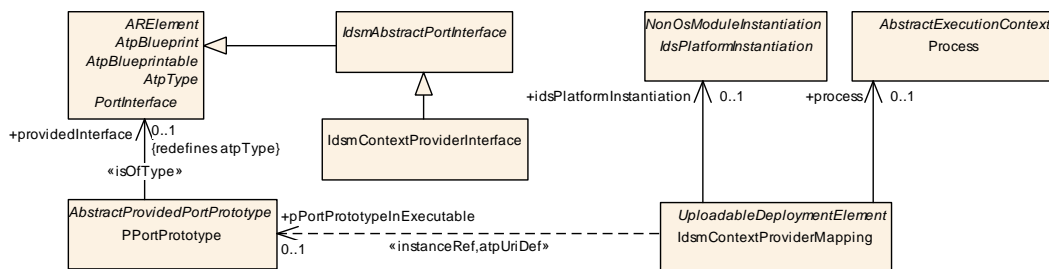 ARElement
AtpBlueprint
AtpBlueprintable
AtpType
PortInterface
IdsmAbstractPortInterface
NonOsModuleInstantiation
IdsPlatformInstantiation
AbstractExecutionContext
Process
+idsPlatformInstantiation
0..1
+process
0..1
+providedInterface
0..1
{redefines atpType}
«isOfType»
IdsmContextProviderInterface
AbstractProvidedPortPrototype
PPortPrototype
+pPortPrototypeInExecutable
0..1
«instanceRef,atpUriDef»
UploadableDeploymentElement
IdsmContextProviderMapping